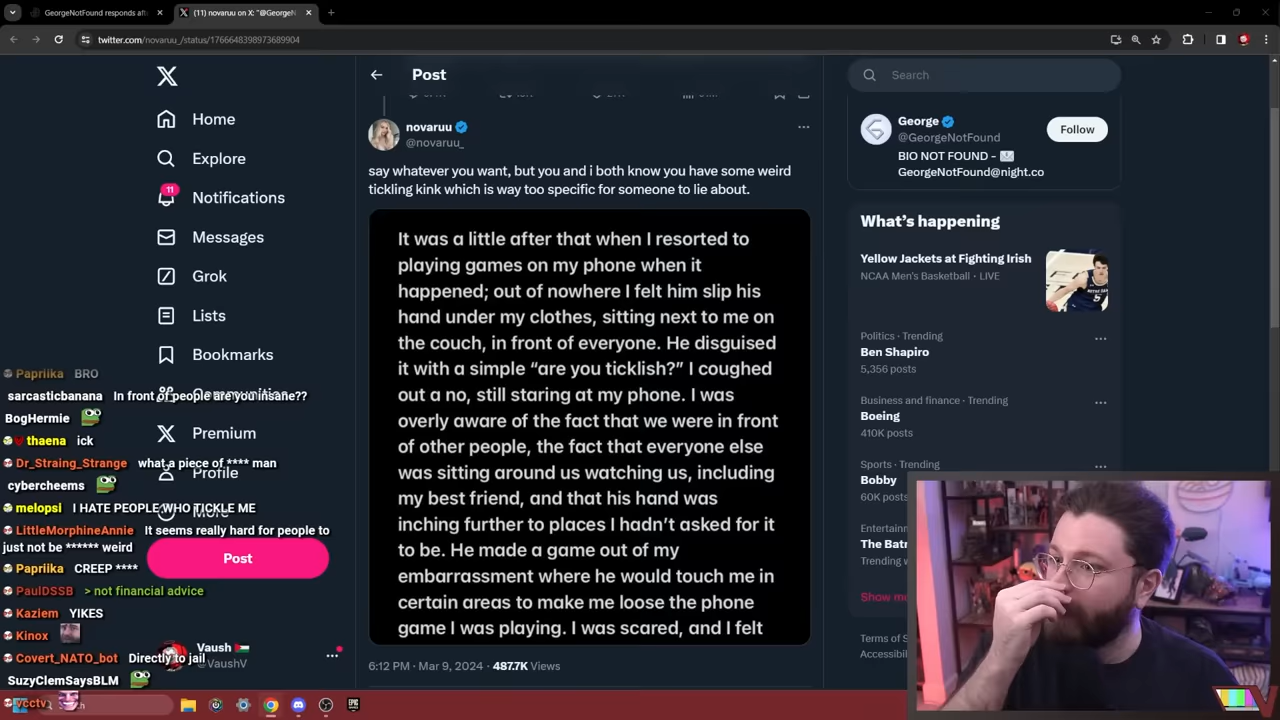 GeorgeNotFound responds aft
(11) novaruu on X: "@GeorgeN
twitter.com/novaruu_/status/1766648398973689904
Home
Explore
11
Notifications
Messages
Grok
Lists
Bookmarks
Premium
Profile
Post
Vaush
@VaushV
Papriika BRO
sarcasticbanana In front of people are you insane??
BogHermie
thaena ick
Dr_Straing_Strange what a piece of **** man
cybercheems
melopsi I HATE PEOPLE WHO TICKLE ME
LittleMorphineAnnie It seems really hard for people to
just not be ****** weird
Papriika CREEP ****
PaulDSSB > not financial advice
Kaziem YIKES
Kinox
Covert_NATO_bot Directly to jail
SuzyClemSaysBLM
vcctv
Post
novaruu
@novaruu_
say whatever you want, but you and i both know you have some weird
tickling kink which is way too specific for someone to lie about.
It was a little after that when I resorted to
playing games on my phone when it
happened; out of nowhere I felt him slip his
hand under my clothes, sitting next to me on
the couch, in front of everyone. He disguised
it with a simple “are you ticklish?” I coughed
out a no, still staring at my phone. I was
overly aware of the fact that we were in front
of other people, the fact that everyone else
was sitting around us watching us, including
my best friend, and that his hand was
inching further to places I hadn’t asked for it
to be. He made a game out of my
embarrassment where he would touch me in
certain areas to make me loose the phone
game I was playing. I was scared, and I felt
6:12 PM · Mar 9, 2024 · 487.7K Views
Search
George
@GeorgeNotFound
Follow
BIO NOT FOUND -
GeorgeNotFound@night.co
What’s happening
Yellow Jackets at Fighting Irish
NCAA Men's Basketball · LIVE
Politics · Trending
Ben Shapiro
5,356 posts
Business and finance · Trending
Boeing
410K posts
Sports · Trending
Bobby
60K posts
Entertain
The Bat
Trending
Show m
Terms of S
Accessibil
EPIC